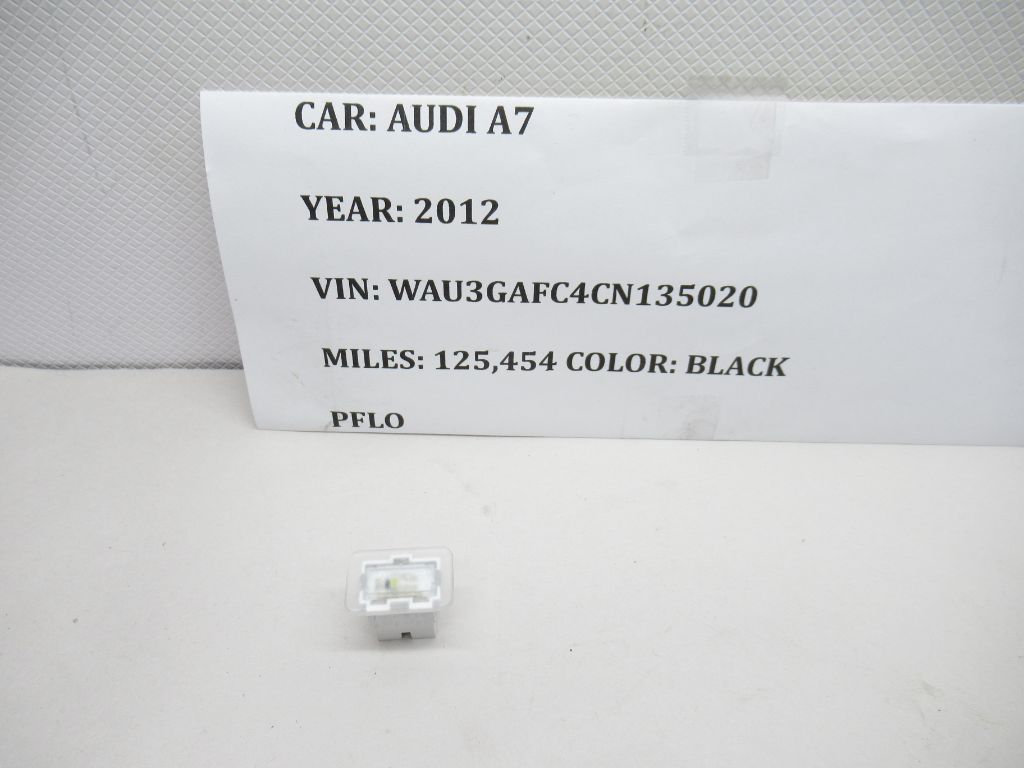 CAR: AUDI A7
YEAR: 2012
VIN: WAU3GAFC4CN135020
MILES: 125,454 COLOR: BLACK
PFLO